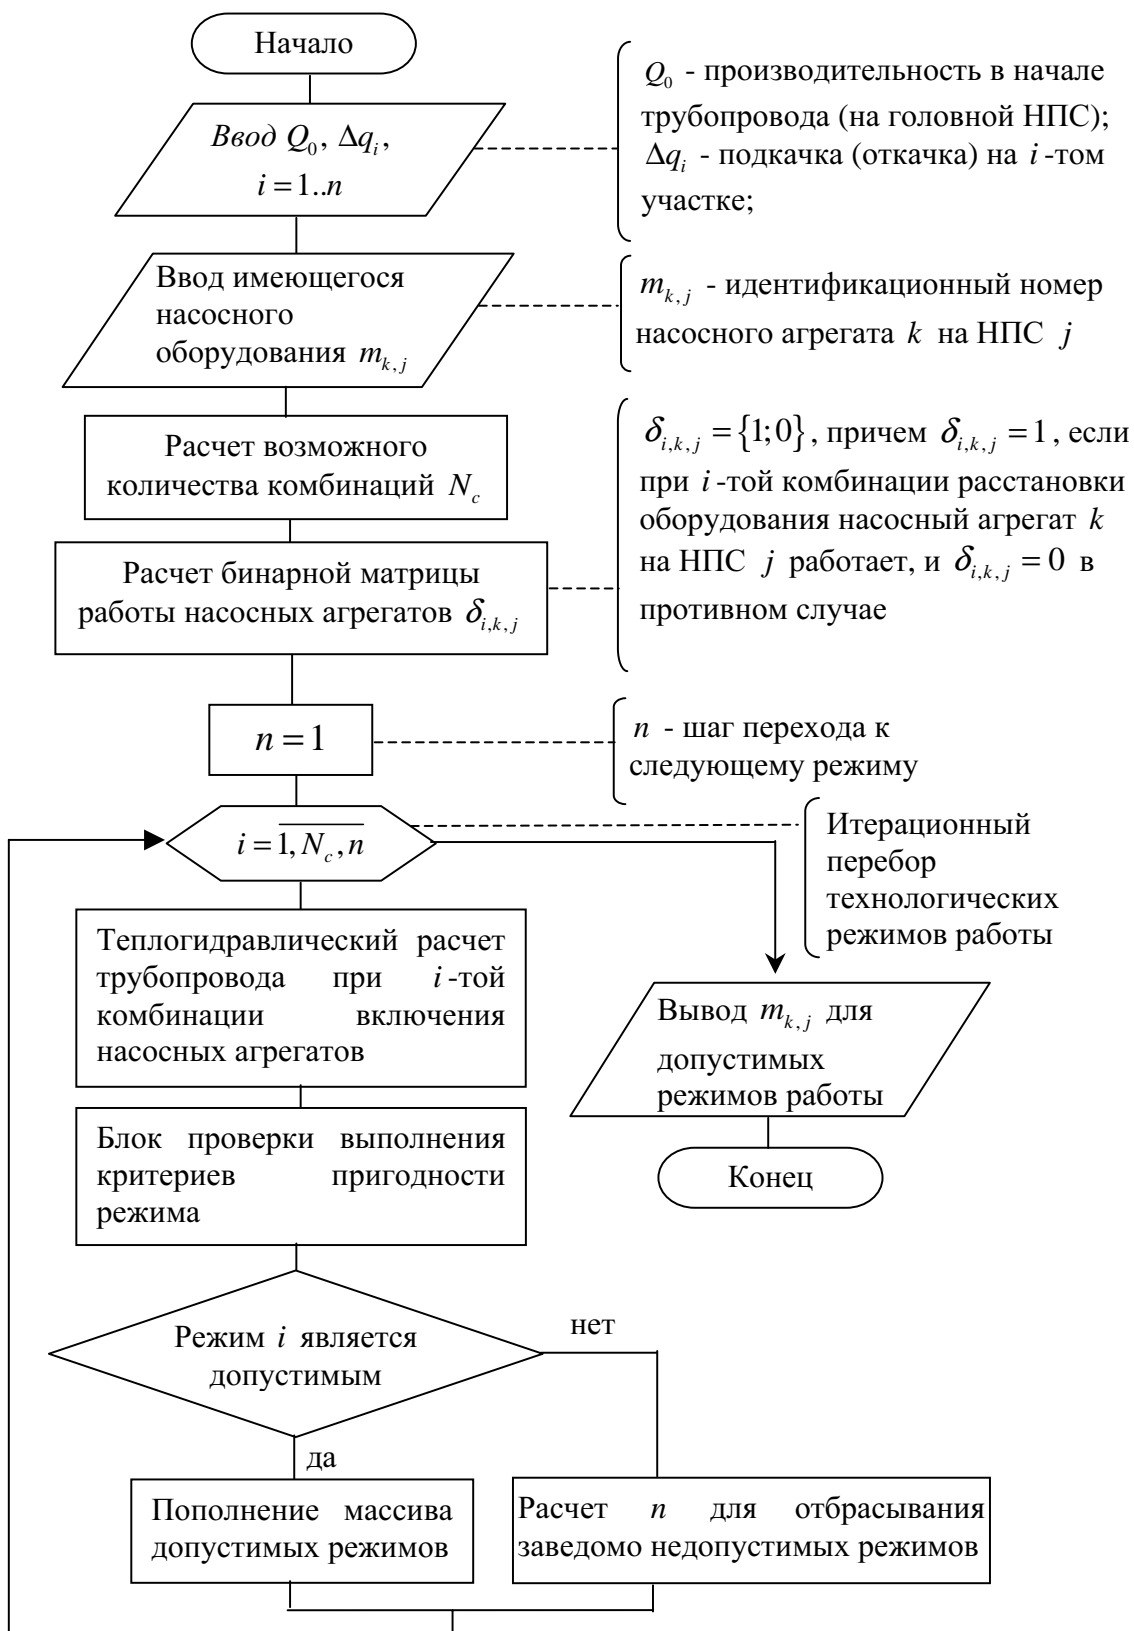 Начало
Q₀ - производительность в начале
трубопровода (на головной НПС);
Δqᵢ - подкачка (откачка) на i-том
участке;
Ввод Q₀, Δqᵢ,
i = 1..n
Ввод имеющегося
насосного
оборудования m_{k,j}
m_{k,j} - идентификационный номер
насосного агрегата k на НПС j
Расчет возможного
количества комбинаций N_c
δ_{i,k,j} = {1;0}, причем δ_{i,k,j} = 1, если
при i-той комбинации расстановки
оборудования насосный агрегат k
на НПС j работает, и δ_{i,k,j} = 0 в
противном случае
Расчет бинарной матрицы
работы насосных агрегатов δ_{i,k,j}
n = 1
n - шаг перехода к
следующему режиму
i = \overline{1, N_c, n}
Итерационный
перебор
технологических
режимов работы
Теплогидравлический расчет
трубопровода при i-той
комбинации включения
насосных агрегатов
Вывод m_{k,j} для
допустимых
режимов работы
Блок проверки выполнения
критериев пригодности
режима
Конец
Режим i является
допустимым
нет
да
Пополнение массива
допустимых режимов
Расчет n для отбрасывания
заведомо недопустимых режимов